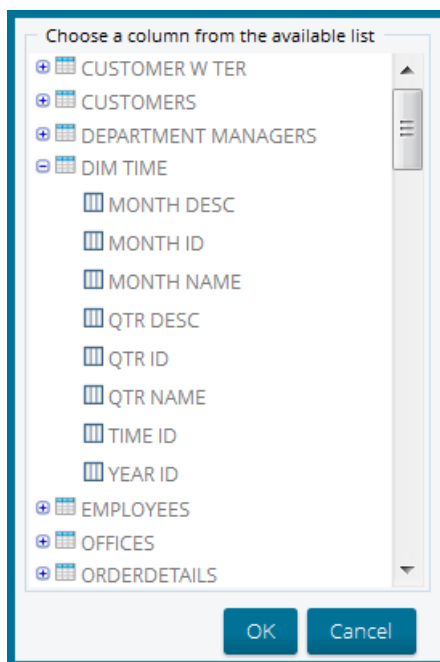 Choose a column from the available list
CUSTOMER W TER
CUSTOMERS
DEPARTMENT MANAGERS
DIM TIME
MONTH DESC
MONTH ID
MONTH NAME
QTR DESC
QTR ID
QTR NAME
TIME ID
YEAR ID
EMPLOYEES
OFFICES
ORDERDETAILS
OK Cancel